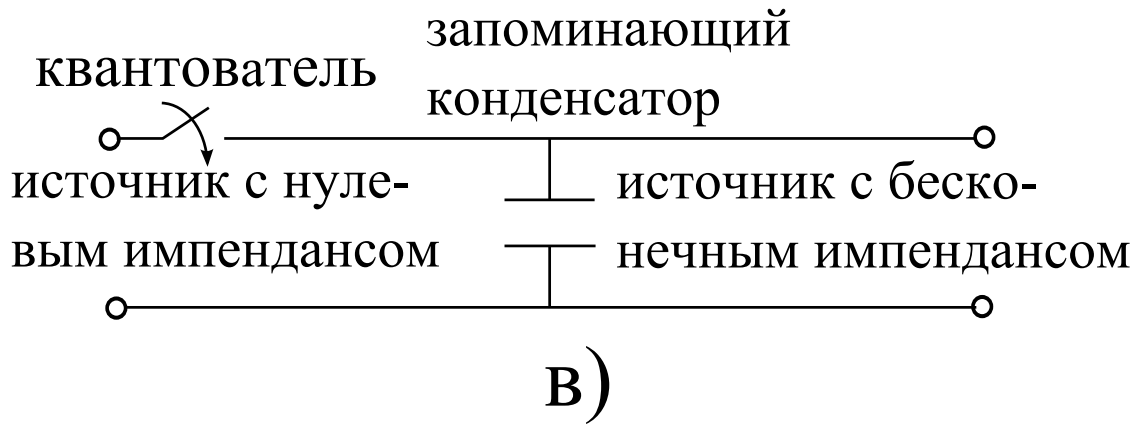 запоминающий
квантователь
конденсатор
источник с нуле-
вым импендансом
источник с беско-
нечным импендансом
в)